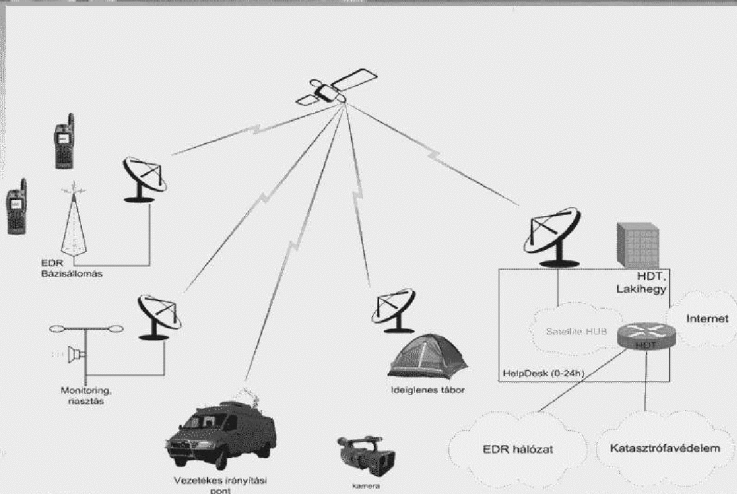 EDR
Bázisállomás
Monitoring,
riasztás
Vezetékes irányítási
pont
kamera
Ideiglenes tábor
HDT,
Lakihegy
Satellite HUB
HDT
Internet
HelpDesk (0-24h)
EDR hálózat
Katasztrófavédelem